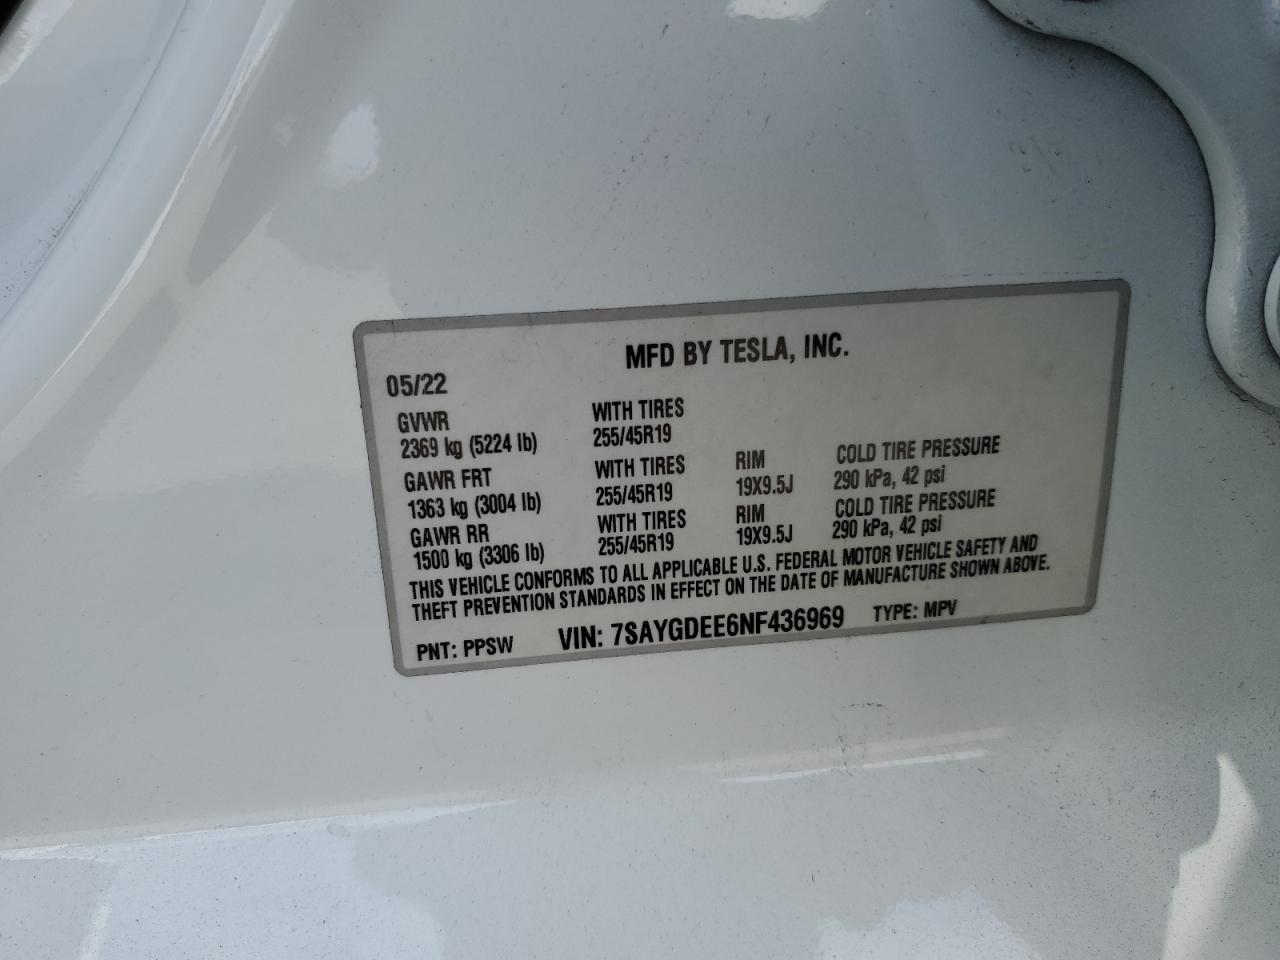 MFD BY TESLA, INC.
05/22
GVWR WITH TIRES
2369 kg (5224 lb) 255/45R19
GAWR FRT WITH TIRES RIM COLD TIRE PRESSURE
1363 kg (3004 lb) 255/45R19 19X9.5J 290 kPa, 42 psi
GAWR RR WITH TIRES RIM COLD TIRE PRESSURE
1500 kg (3306 lb) 255/45R19 19X9.5J 290 kPa, 42 psi
THIS VEHICLE CONFORMS TO ALL APPLICABLE U.S. FEDERAL MOTOR VEHICLE SAFETY AND
THEFT PREVENTION STANDARDS IN EFFECT ON THE DATE OF MANUFACTURE SHOWN ABOVE.
PNT: PPSW VIN: 7SAYGDEE6NF436969 TYPE: MPV